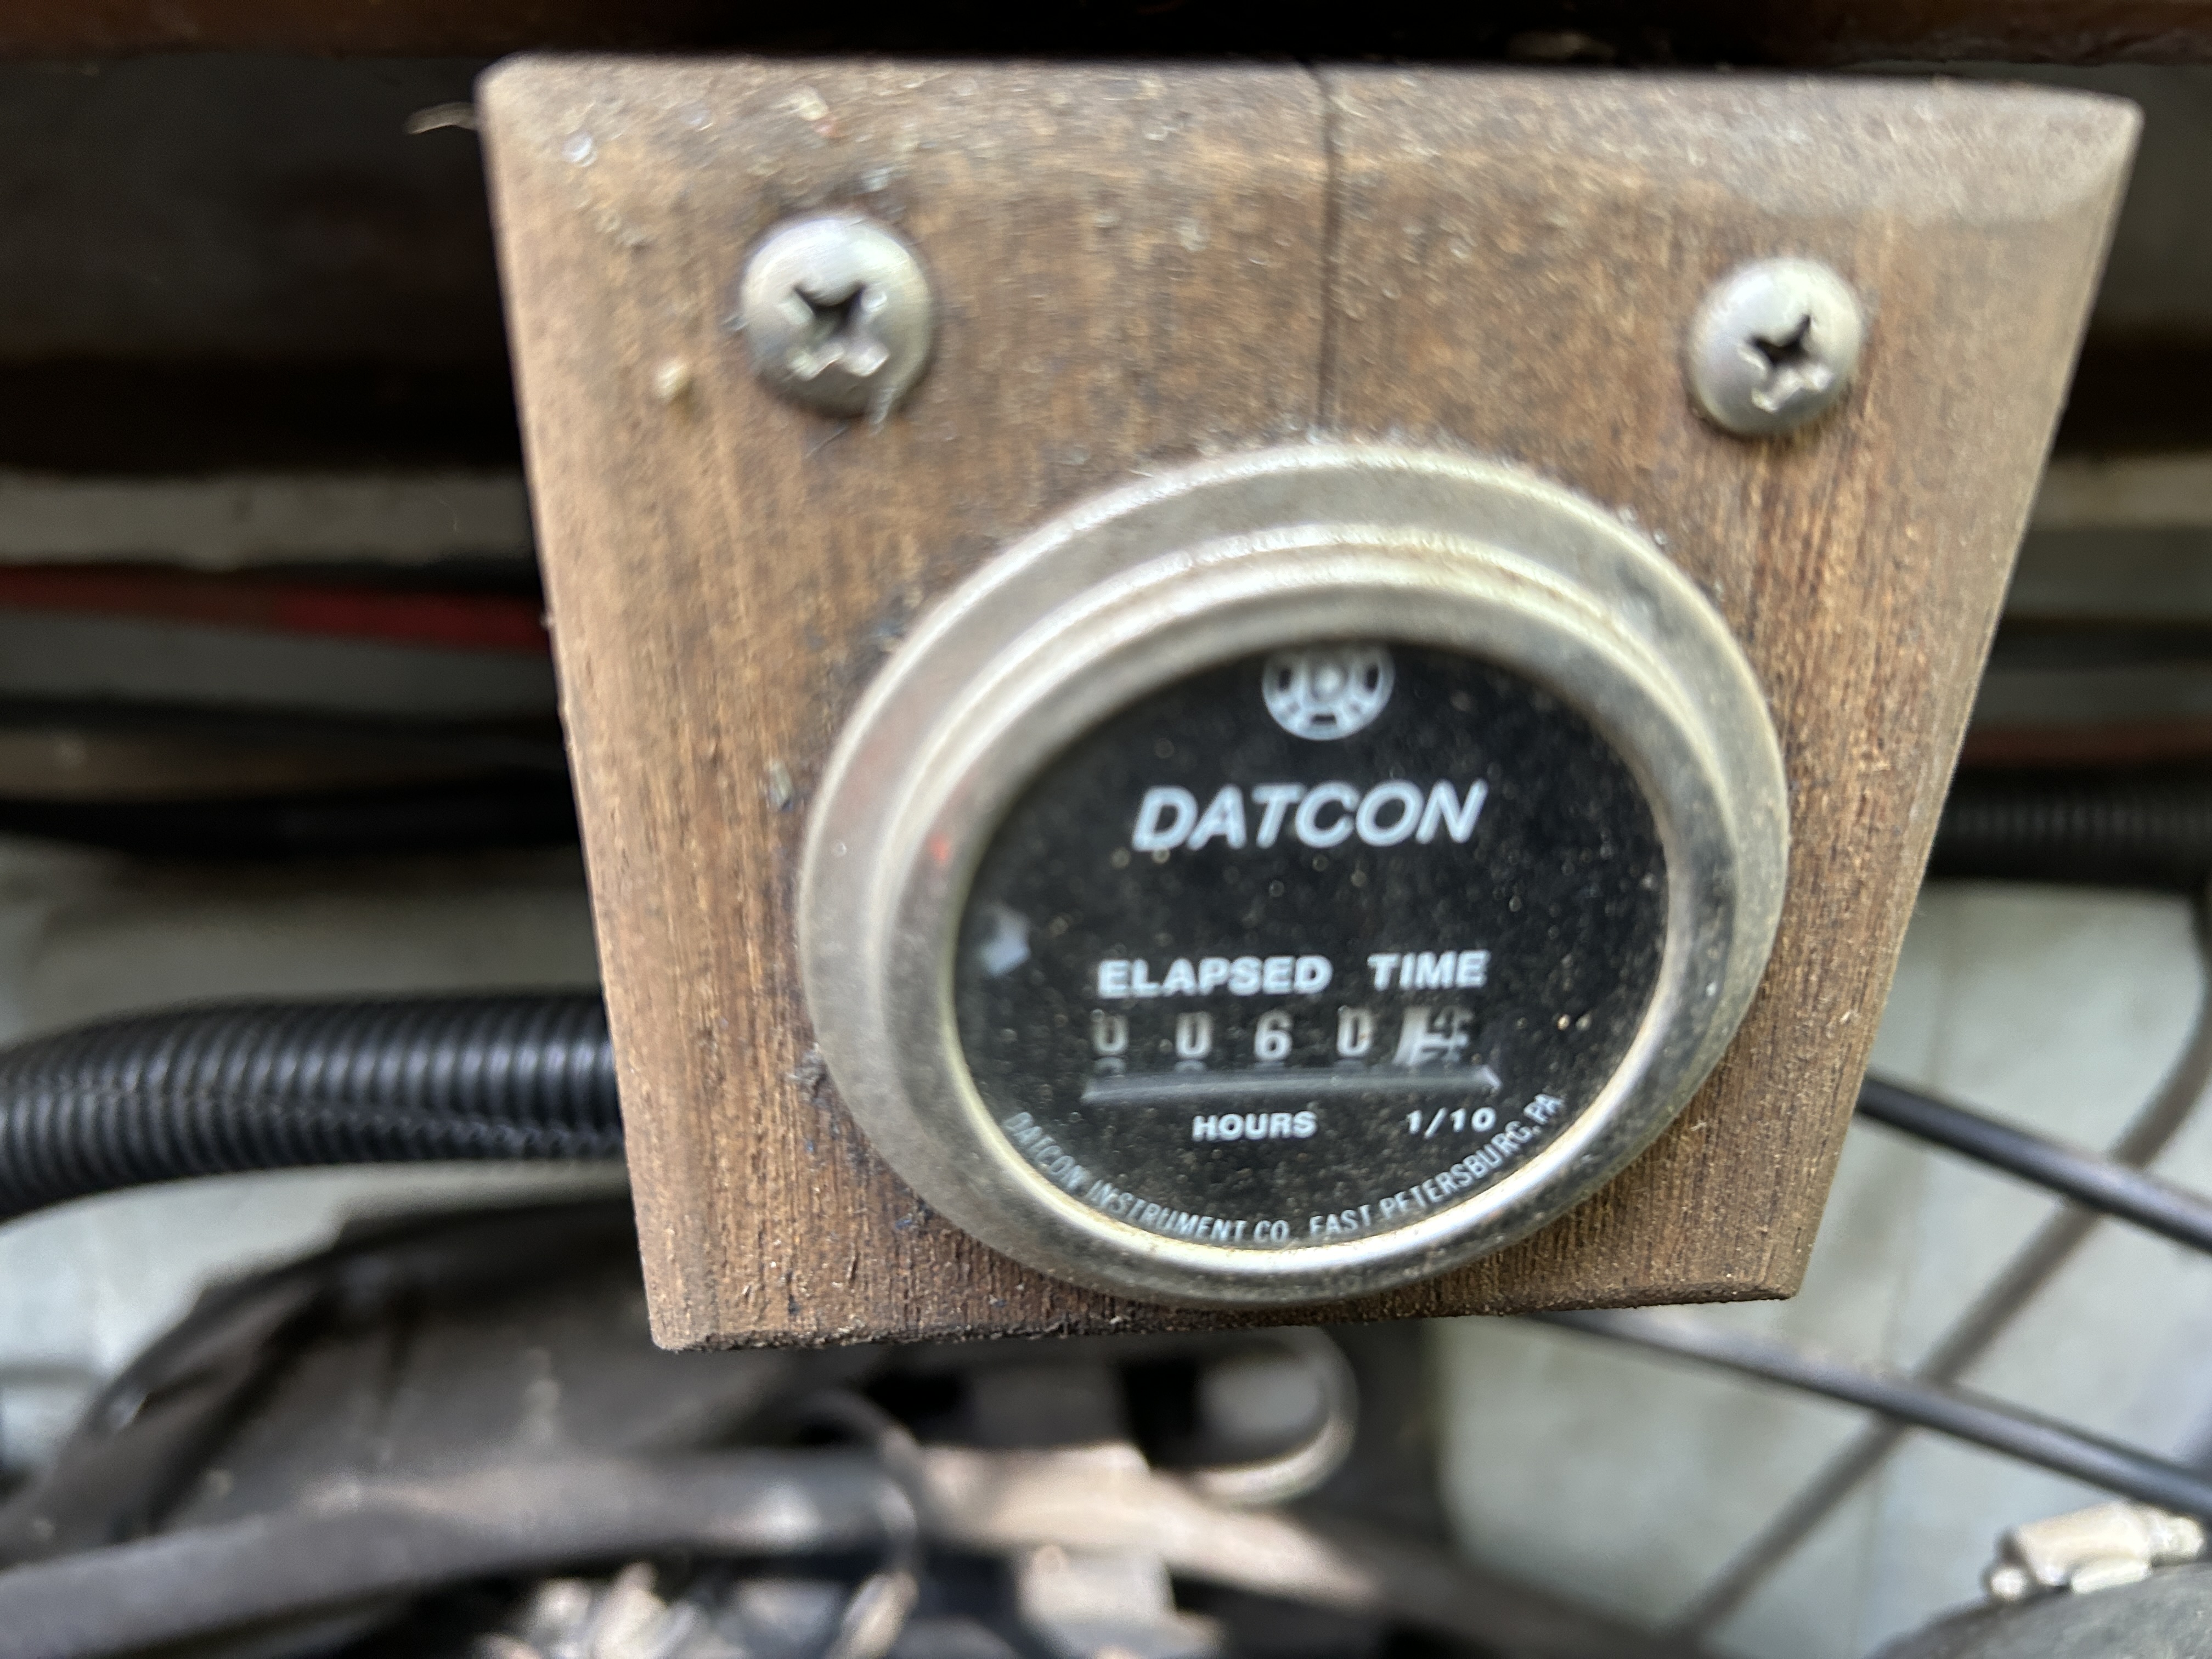 DATCON
ELAPSED TIME
0 0 6 0
HOURS 1/10
DATCON INSTRUMENT CO. EAST PETERSBURG, PA